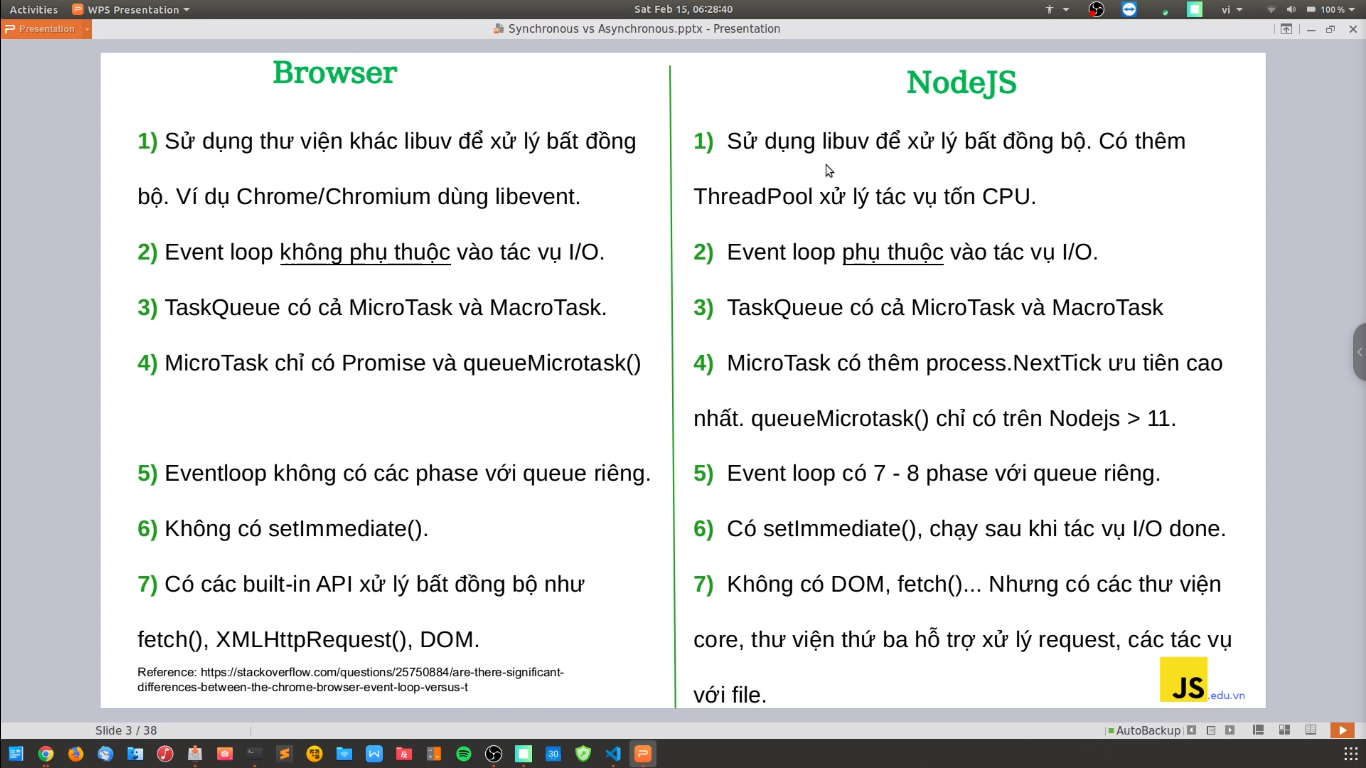 Activities WPS Presentation Sat Feb 15, 06:28:40 vi 100 %
Presentation Synchronous vs Asynchronous.pptx - Presentation
Browser
1) Sử dụng thư viện khác libuv để xử lý bất đồng
bộ. Ví dụ Chrome/Chromium dùng libevent.
2) Event loop không phụ thuộc vào tác vụ I/O.
3) TaskQueue có cả MicroTask và MacroTask.
4) MicroTask chỉ có Promise và queueMicrotask()
5) Eventloop không có các phase với queue riêng.
6) Không có setImmediate().
7) Có các built-in API xử lý bất đồng bộ như
fetch(), XMLHttpRequest(), DOM.
Reference: https://stackoverflow.com/questions/25750884/are-there-significant-
differences-between-the-chrome-browser-event-loop-versus-t
NodeJS
1) Sử dụng libuv để xử lý bất đồng bộ. Có thêm
ThreadPool xử lý tác vụ tốn CPU.
2) Event loop phụ thuộc vào tác vụ I/O.
3) TaskQueue có cả MicroTask và MacroTask
4) MicroTask có thêm process.NextTick ưu tiên cao
nhất. queueMicrotask() chỉ có trên Nodejs > 11.
5) Event loop có 7 - 8 phase với queue riêng.
6) Có setImmediate(), chạy sau khi tác vụ I/O done.
7) Không có DOM, fetch()... Nhưng có các thư viện
core, thư viện thứ ba hỗ trợ xử lý request, các tác vụ
với file.
JS .edu.vn
Slide 3 / 38 AutoBackup
30